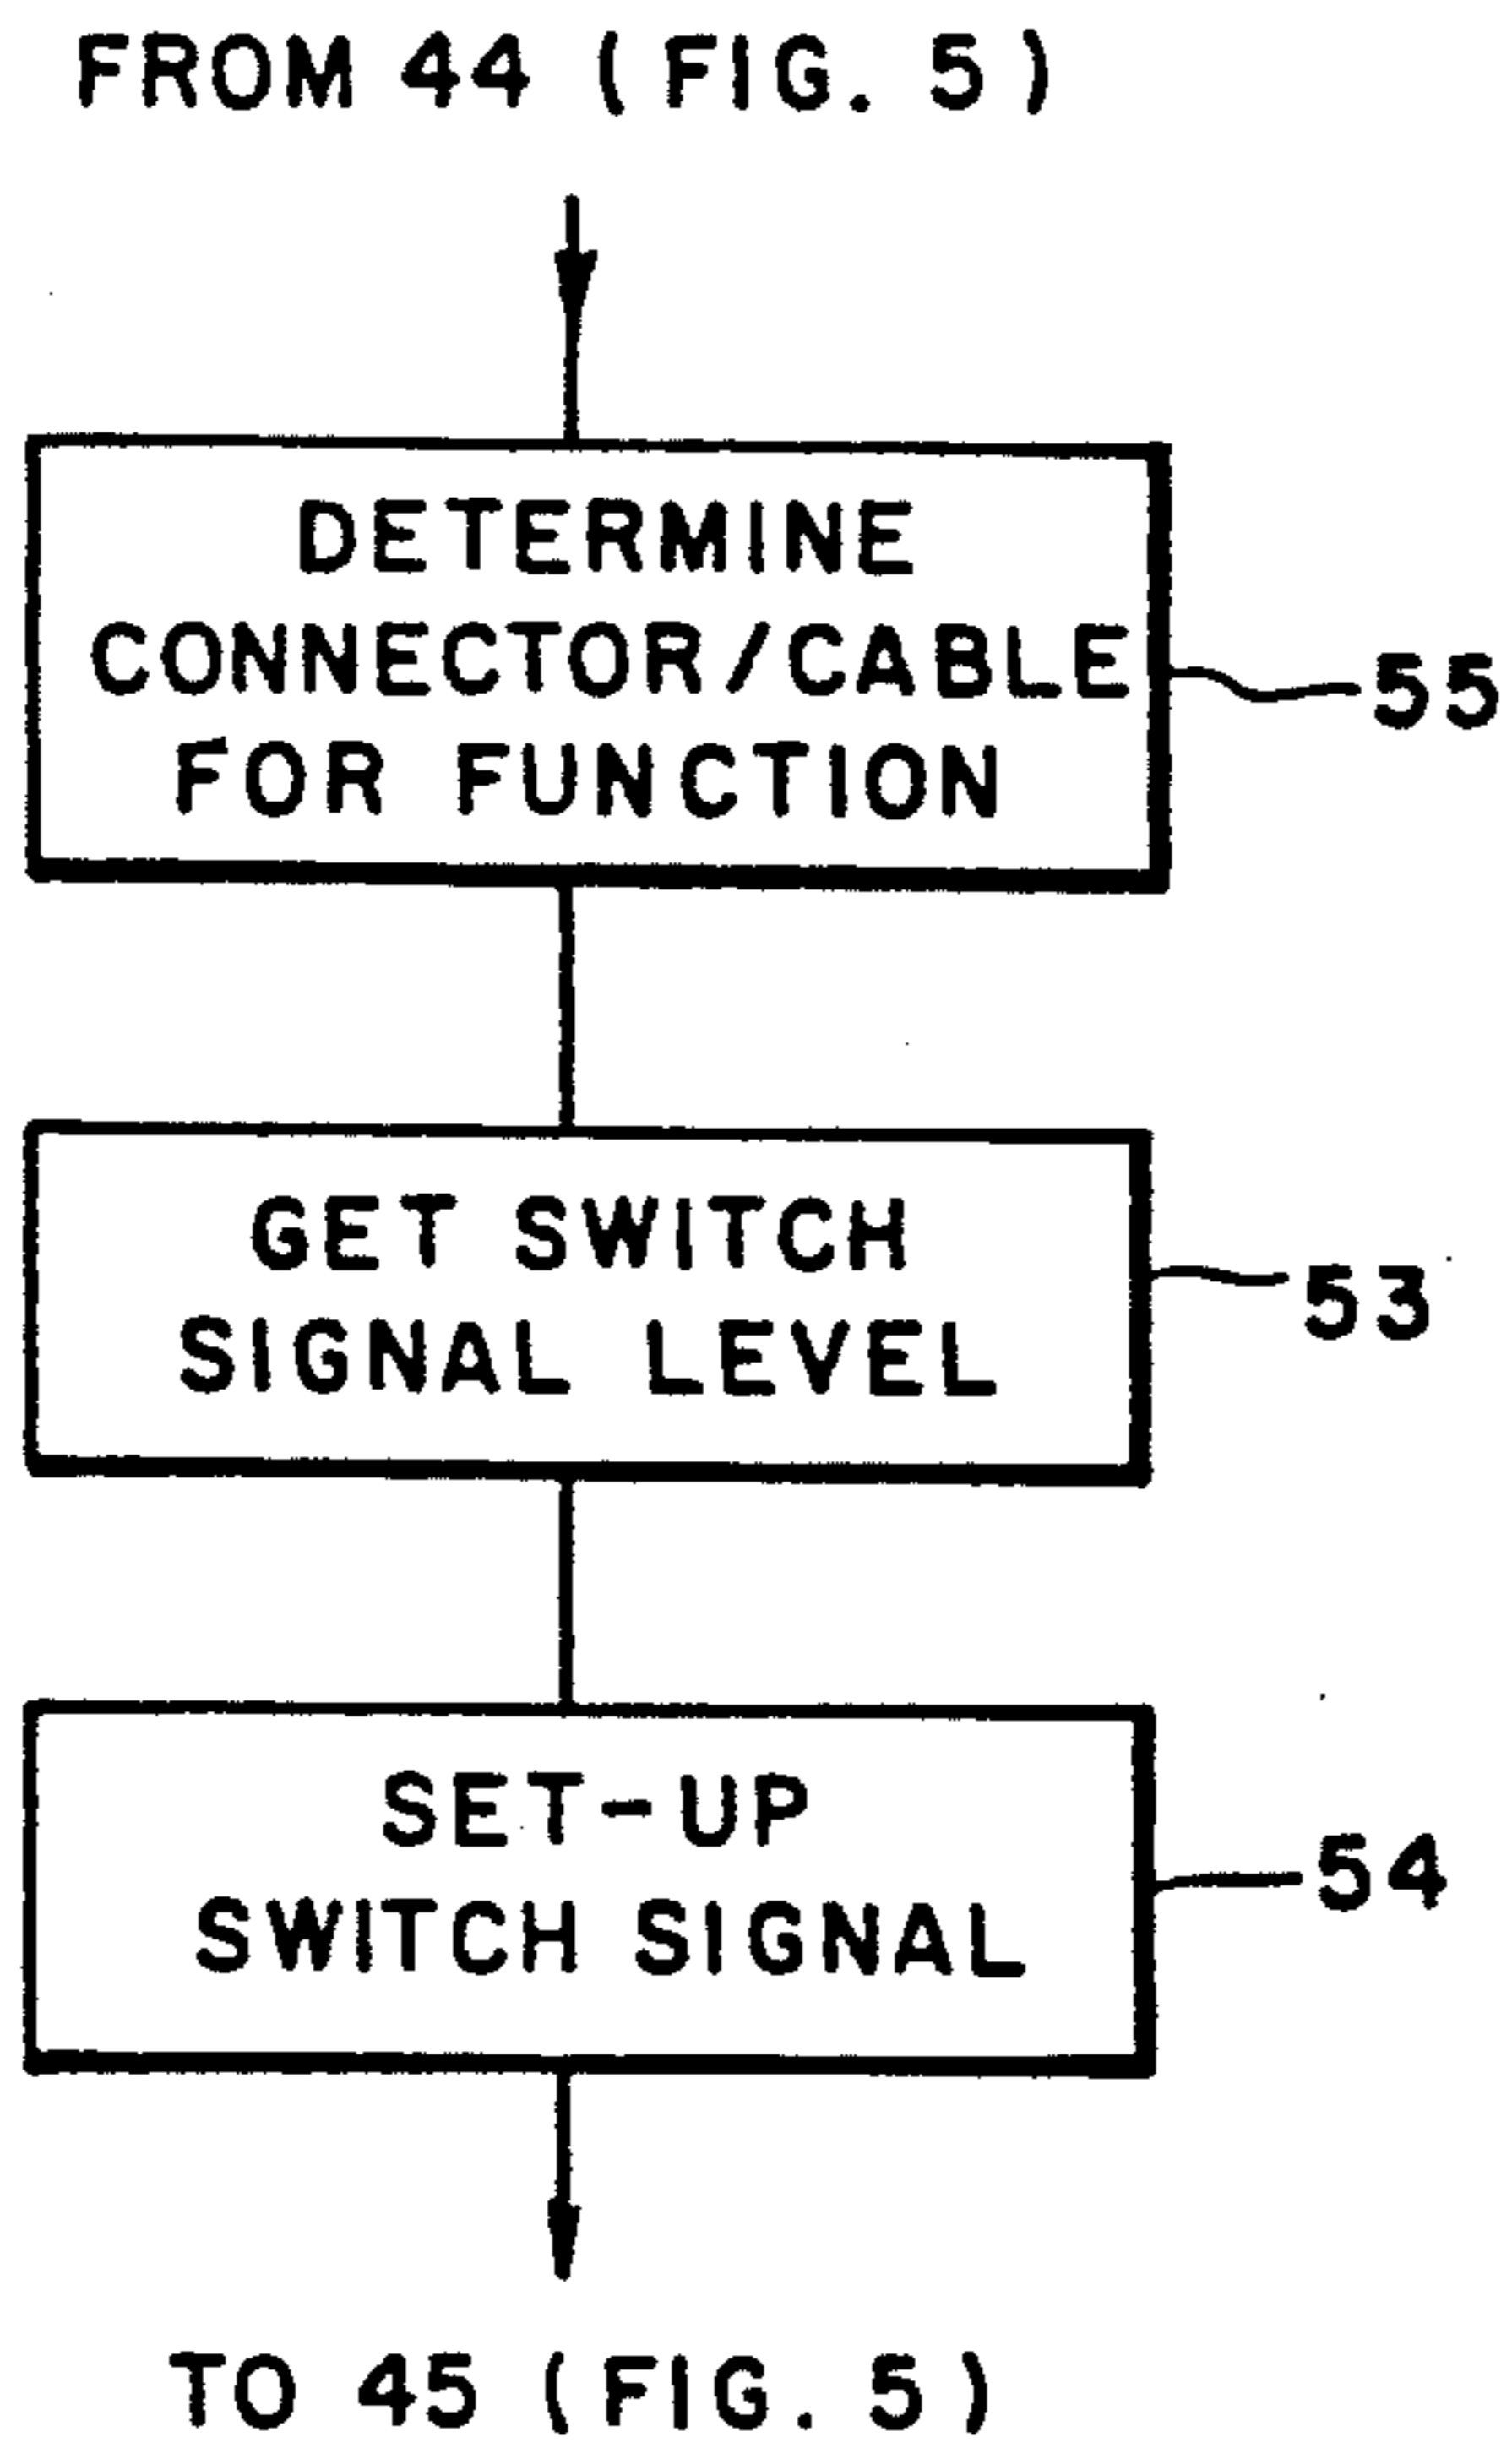 FROM 44 (FIG. 5)
DETERMINE
CONNECTOR/CABLE
FOR FUNCTION
55
GET SWITCH
SIGNAL LEVEL
53
SET-UP
SWITCH SIGNAL
54
TO 45 (FIG. 5)